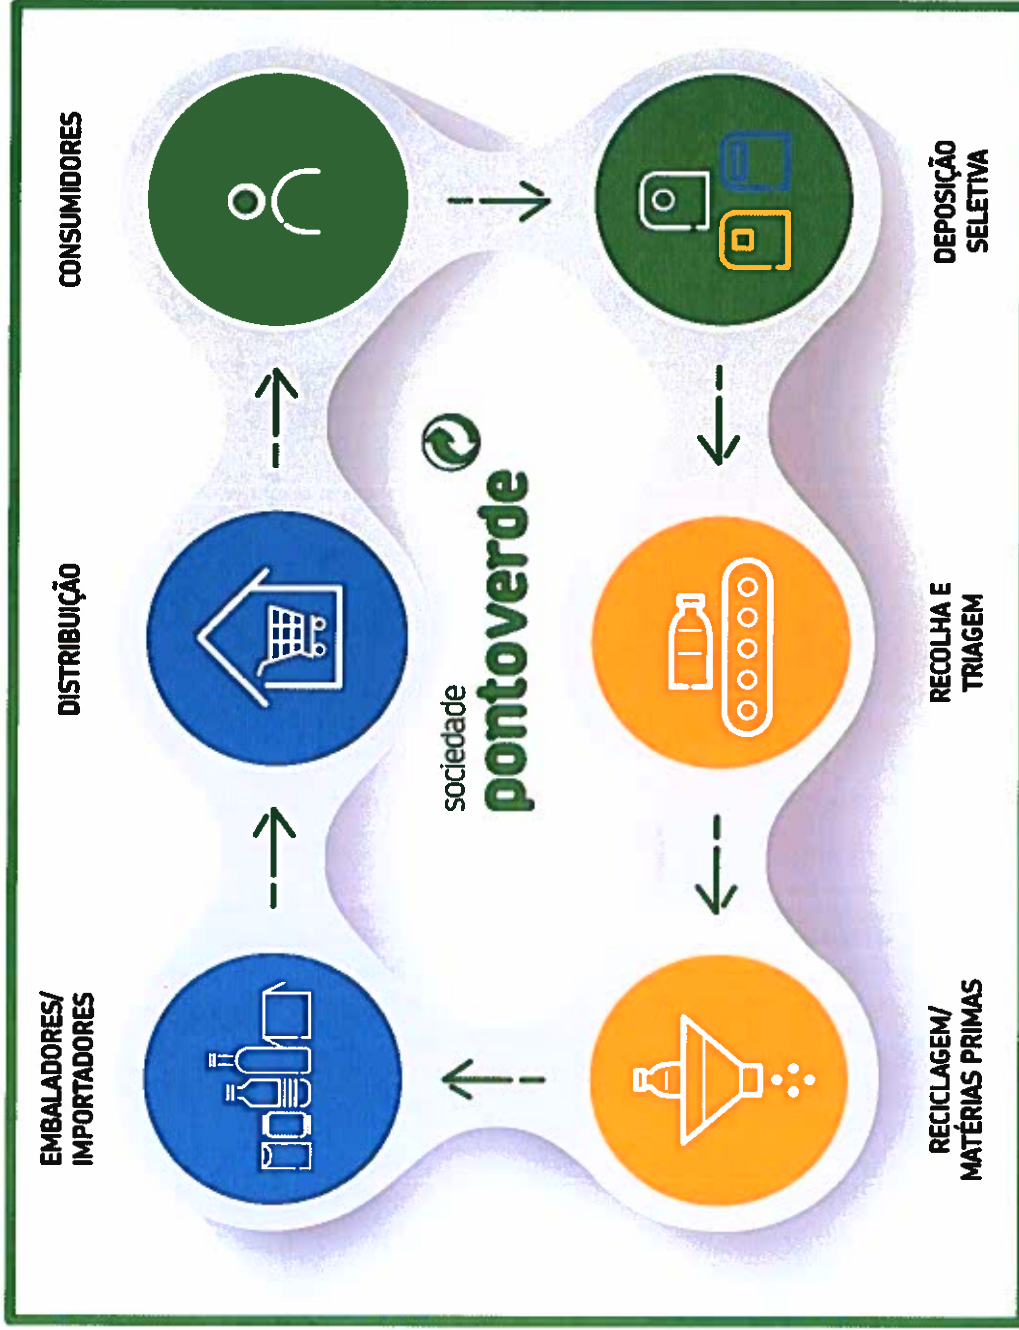 EMBALADORES/
IMPORTADORES
DISTRIBUIÇÃO
CONSUMIDORES
sociedade
pontoverde
RECICLAGEM/
MATÉRIAS PRIMAS
RECOLHA E
TRIAGEM
DEPOSIÇÃO
SELETIVA